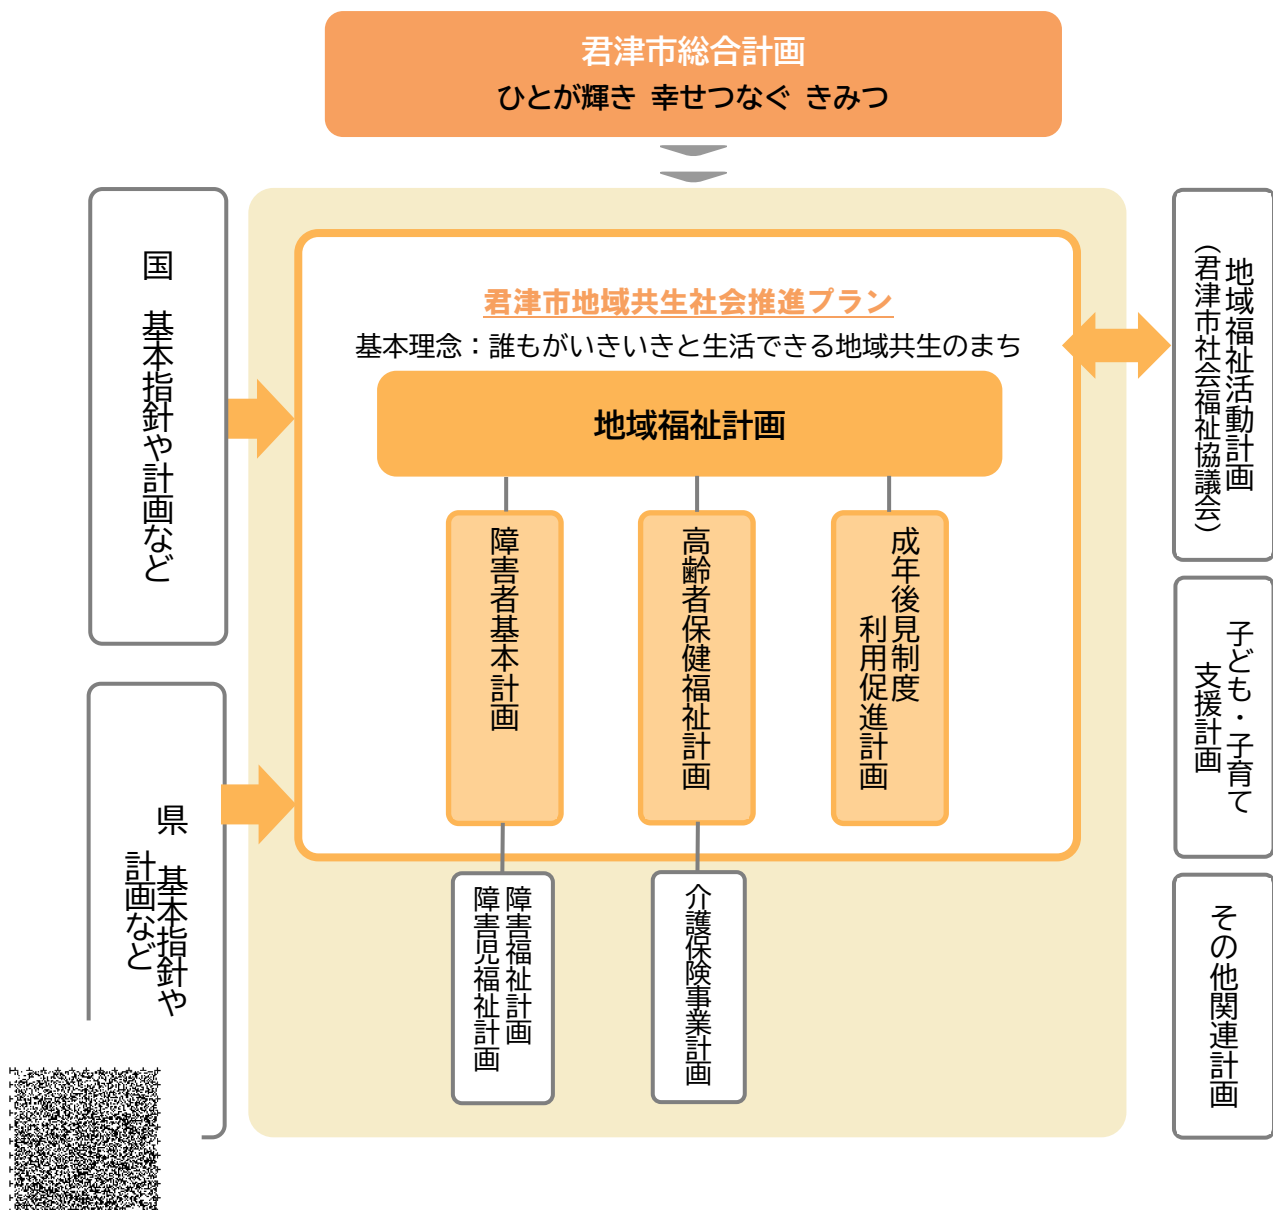 君津市総合計画
ひとが輝き 幸せつなぐ きみつ
国 基本指針や計画など
県 基本指針や
計画など
君津市地域共生社会推進プラン
基本理念：誰もがいきいきと生活できる地域共生のまち
地域福祉計画
障害者基本計画
高齢者保健福祉計画
成年後見制度
利用促進計画
障害福祉計画
障害児福祉計画
介護保険事業計画
地域福祉活動計画
（君津市社会福祉協議会）
子ども・子育て
支援計画
その他関連計画